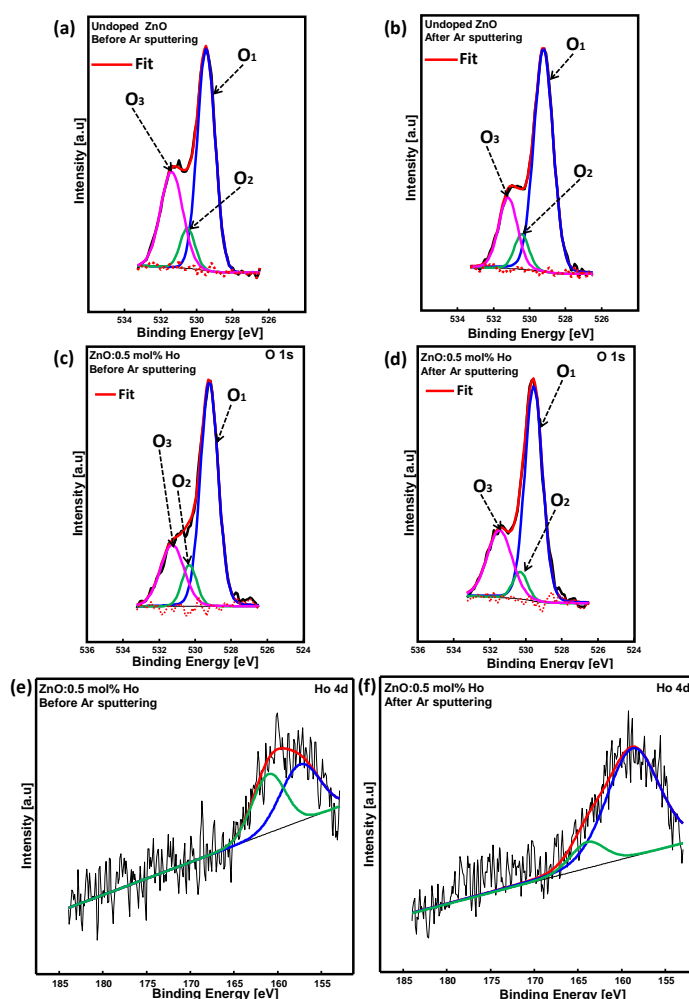 (a)
Undoped ZnO
Before Ar sputtering
Fit
O1
O3
O2
Intensity [a.u]
534 532 530 528 526
Binding Energy [eV]
(b)
Undoped ZnO
After Ar sputtering
Fit
O1
O3
O2
Intensity [a.u]
534 532 530 528 526
Binding Energy [eV]
(c)
ZnO:0.5 mol% Ho
O 1s
Before Ar sputtering
Fit
O1
O3
O2
Intensity [a.u]
536 534 532 530 528 526 524
Binding Energy [eV]
(d)
ZnO:0.5 mol% Ho
O 1s
After Ar sputtering
Fit
O1
O3
O2
Intensity [a.u]
536 534 532 530 528 526 524
Binding Energy [eV]
(e)
ZnO:0.5 mol% Ho
Ho 4d
Before Ar sputtering
Intensity [a.u]
185 180 175 170 165 160 155
Binding Energy [eV]
(f)
ZnO:0.5 mol% Ho
Ho 4d
After Ar sputtering
Intensity [a.u]
185 180 175 170 165 160 155
Binding Energy [eV]